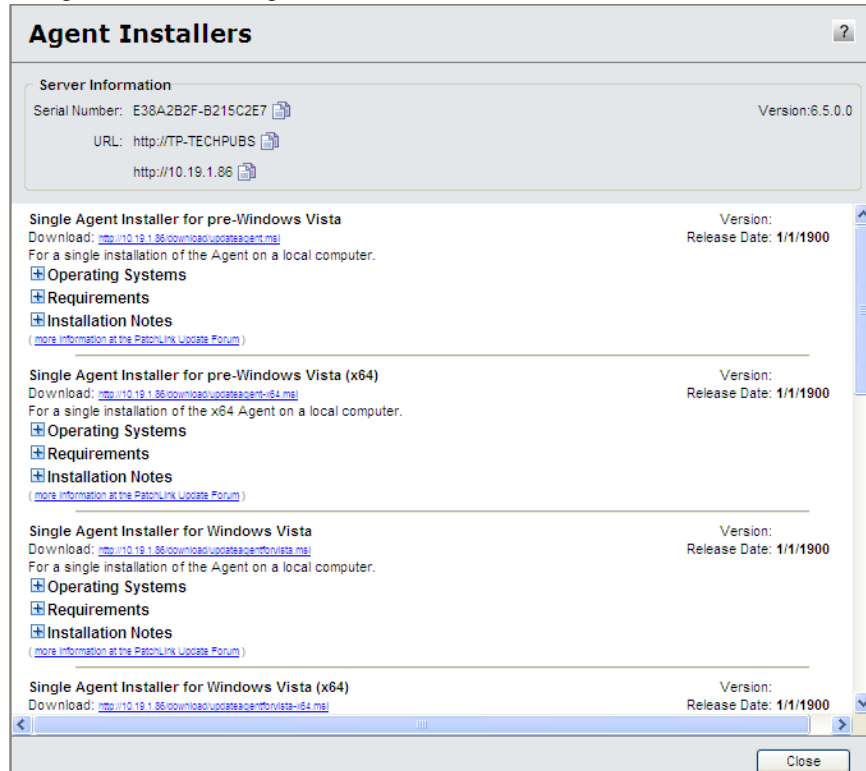 Agent Installers
?
Server Information
Serial Number: E38A2B2F-B215C2E7
Version:6.5.0.0
URL: http://TP-TECHPUBS
http://10.19.1.86
Single Agent Installer for pre-Windows Vista
Version:
Download: http://10.19.1.86/download/updateagent.msi
Release Date: 1/1/1900
For a single installation of the Agent on a local computer.
Operating Systems
Requirements
Installation Notes
( more information at the PatchLink Update Forum )
Single Agent Installer for pre-Windows Vista (x64)
Version:
Download: http://10.19.1.86/download/updateagent-x64.msi
Release Date: 1/1/1900
For a single installation of the x64 Agent on a local computer.
Operating Systems
Requirements
Installation Notes
( more information at the PatchLink Update Forum )
Single Agent Installer for Windows Vista
Version:
Download: http://10.19.1.86/download/updateagentforvista.msi
Release Date: 1/1/1900
For a single installation of the Agent on a local computer.
Operating Systems
Requirements
Installation Notes
( more information at the PatchLink Update Forum )
Single Agent Installer for Windows Vista (x64)
Version:
Download: http://10.19.1.86/download/updateagentforvista-x64.msi
Release Date: 1/1/1900
Close